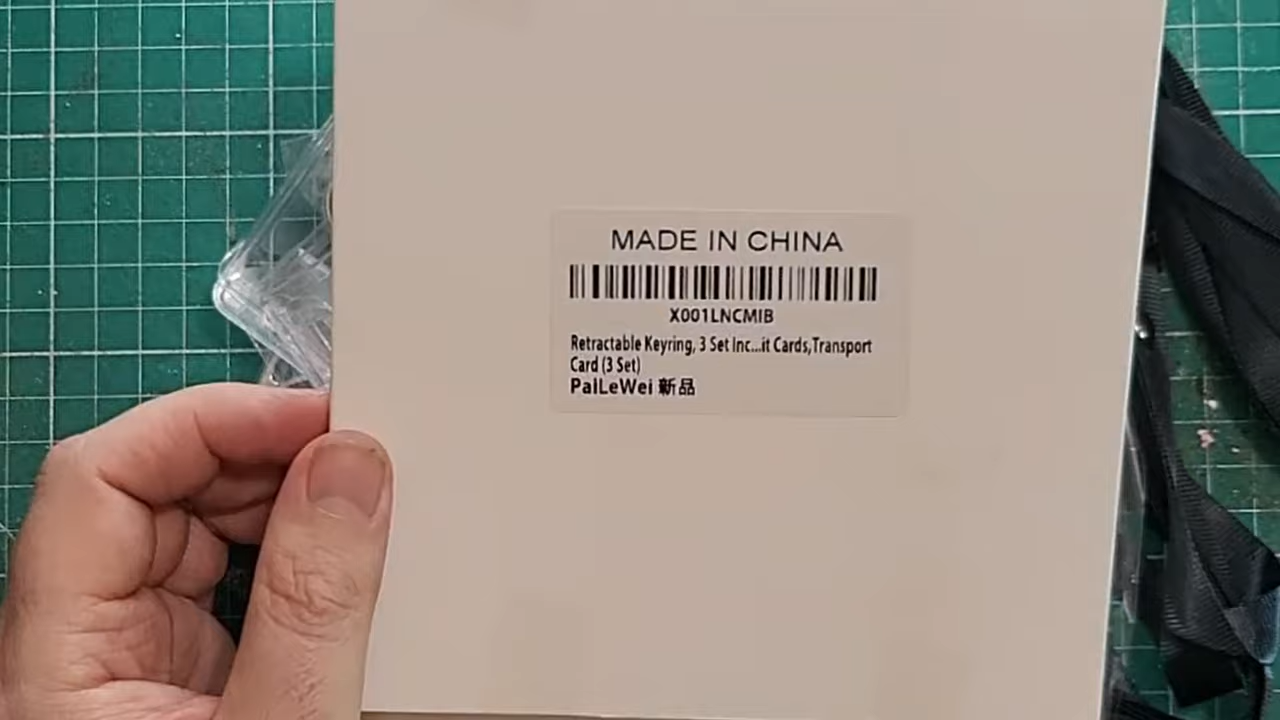 MADE IN CHINA
X001LNCMIB
Retractable Keyring, 3 Set Inc...it Cards,Transport
Card (3 Set)
PaiLeWei 新品